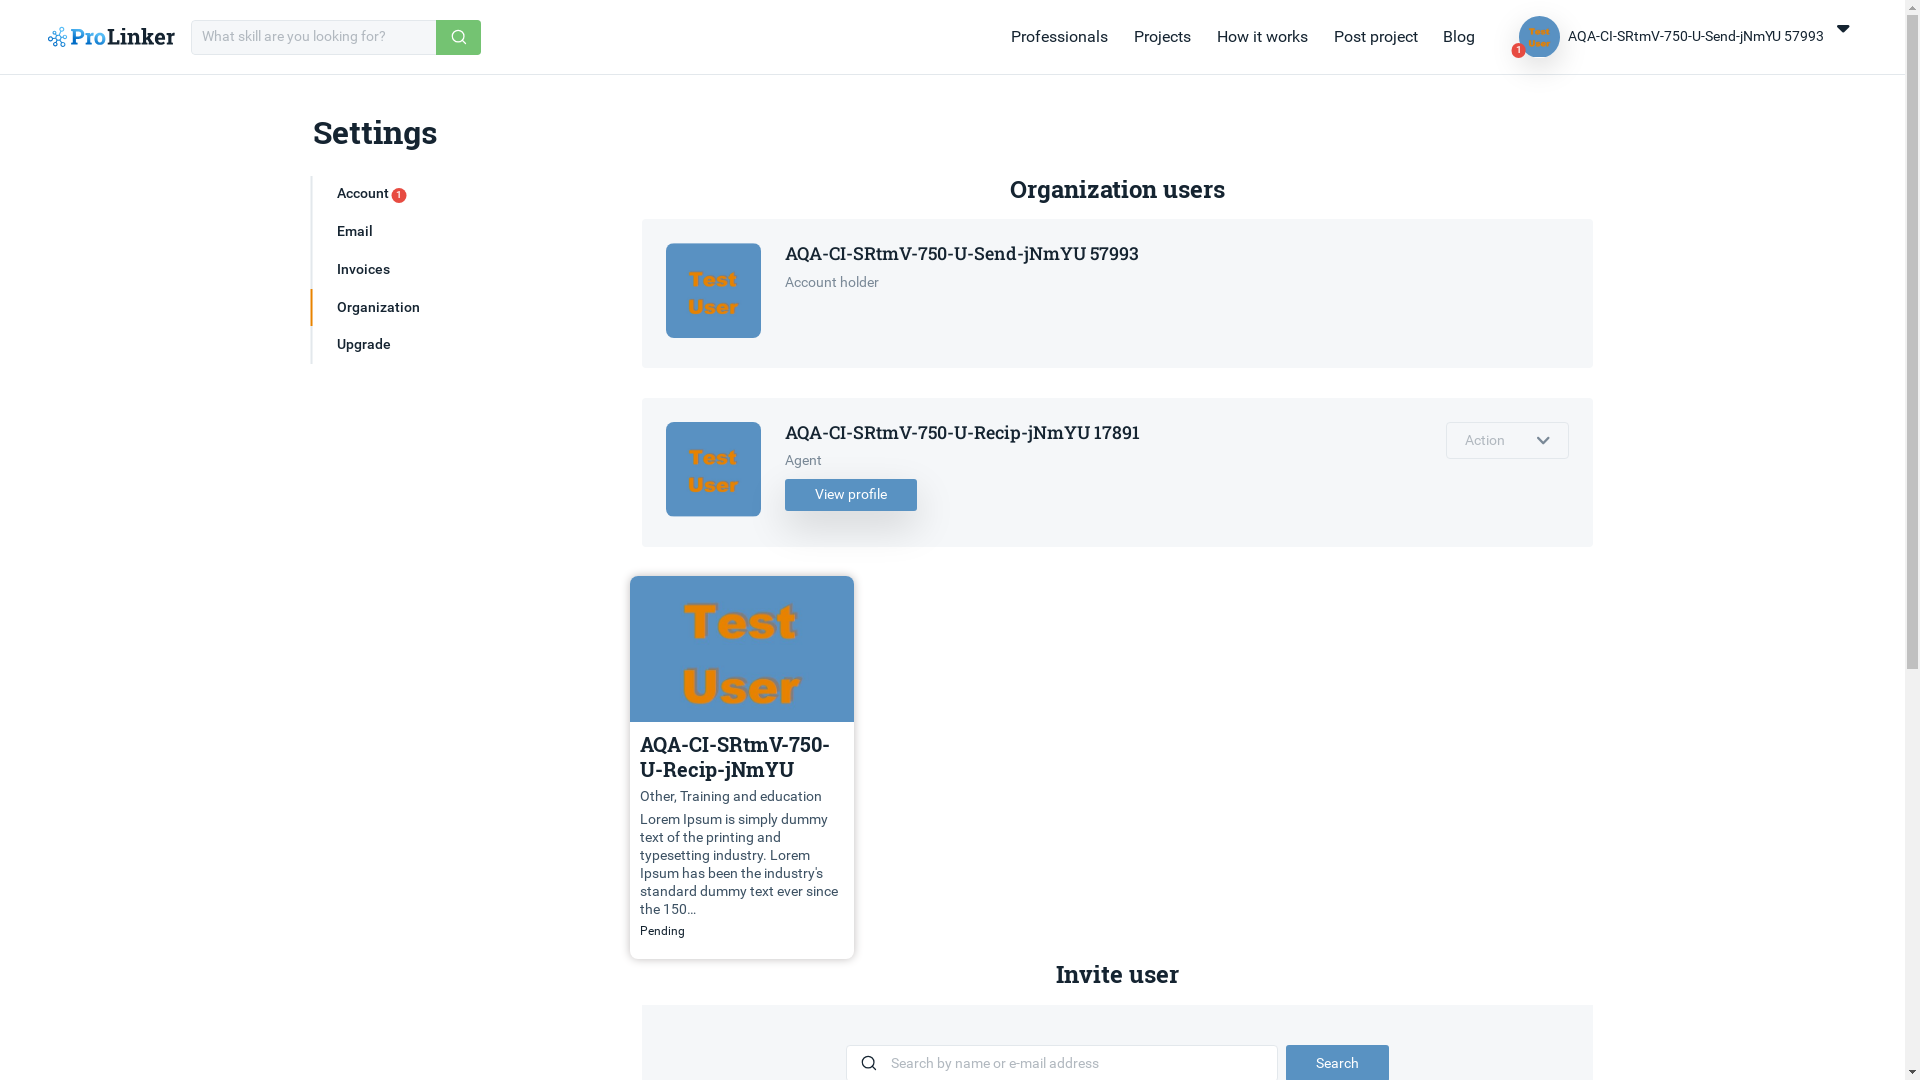 ProLinker
What skill are you looking for?
Professionals
Projects
How it works
Post project
Blog
Test
User
1
AQA-CI-SRtmV-750-U-Send-jNmYU 57993
Settings
Account 1
Email
Invoices
Organization
Upgrade
Organization users
Test
User
AQA-CI-SRtmV-750-U-Send-jNmYU 57993
Account holder
Test
User
AQA-CI-SRtmV-750-U-Recip-jNmYU 17891
Agent
View profile
Action
Test
User
AQA-CI-SRtmV-750-
U-Recip-jNmYU
Other, Training and education
Lorem Ipsum is simply dummy
text of the printing and
typesetting industry. Lorem
Ipsum has been the industry's
standard dummy text ever since
the 150...
Pending
Invite user
Search by name or e-mail address
Search